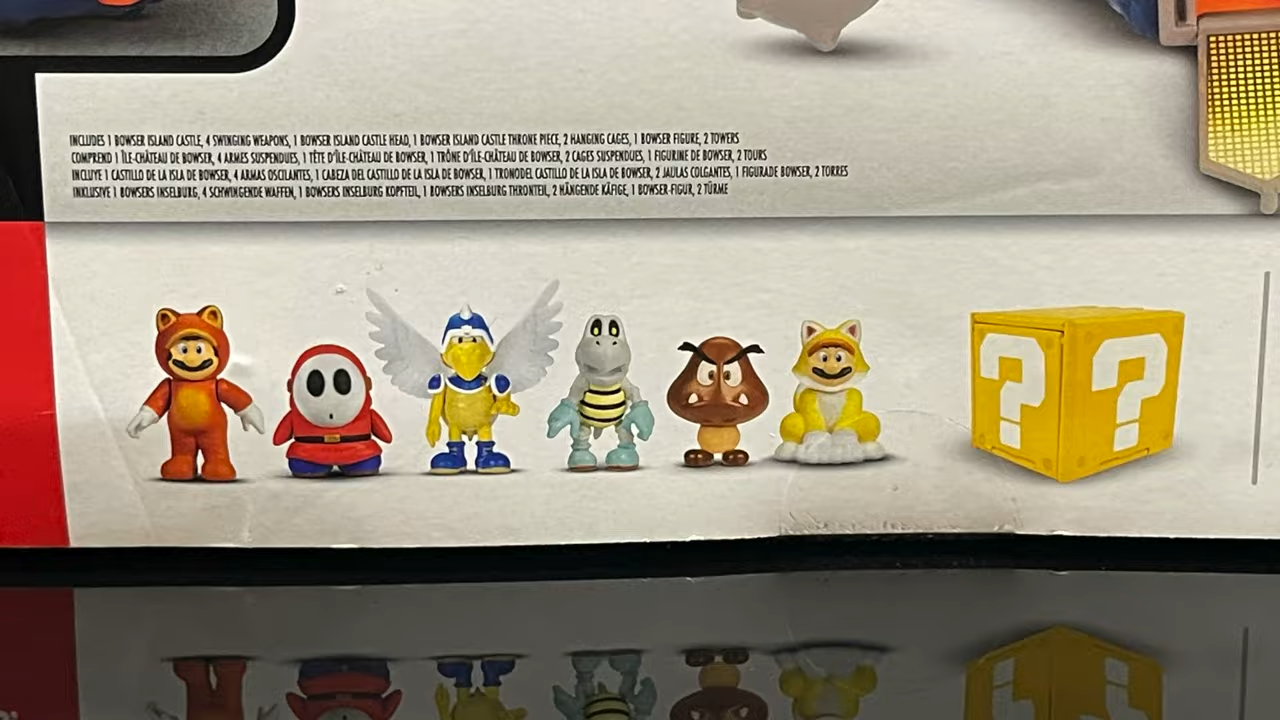 INCLUDES 1 BOWSER ISLAND CASTLE, 4 SWINGING WEAPONS, 1 BOWSER ISLAND CASTLE HEAD, 1 BOWSER ISLAND CASTLE THRONE PIECE, 2 HANGING CAGES, 1 BOWSER FIGURE, 2 TOWERS
COMPREND 1 ÎLE-CHÂTEAU DE BOWSER, 4 ARMES SUSPENDUES, 1 TÊTE D'ÎLE-CHÂTEAU DE BOWSER, 1 TRÔNE D'ÎLE-CHÂTEAU DE BOWSER, 2 CAGES SUSPENDUES, 1 FIGURINE DE BOWSER, 2 TOURS
INCLUYE 1 CASTILLO DE LA ISLA DE BOWSER, 4 ARMAS OSCILANTES, 1 CABEZA DEL CASTILLO DE LA ISLA DE BOWSER, 1 TRONODEL CASTILLO DE LA ISLA DE BOWSER, 2 JAULAS COLGANTES, 1 FIGURADE BOWSER, 2 TORRES
INKLUSIVE 1 BOWSERS INSELBURG, 4 SCHWINGENDE WAFFEN, 1 BOWSERS INSELBURG KOPFTEIL, 1 BOWSERS INSELBURG THRONTEIL, 2 HÄNGENDE KÄFIGE, 1 BOWSER-FIGUR, 2 TÜRME
? ?